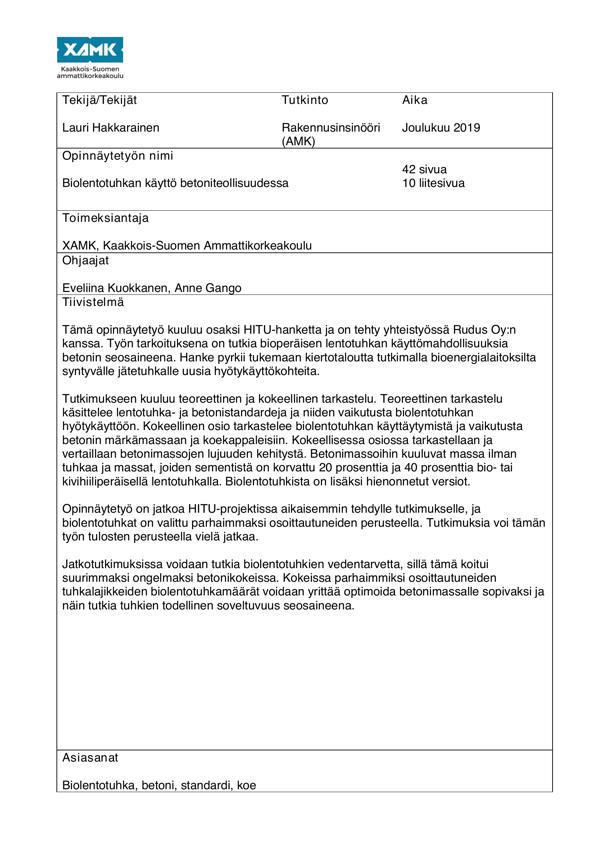 XAMK
Kaakkois-Suomen
ammattikorkeakoulu
Tekijä/Tekijät Tutkinto Aika
Lauri Hakkarainen Rakennusinsinööri Joulukuu 2019
(AMK)
Opinnäytetyön nimi
42 sivua
Biolentotuhkan käyttö betoniteollisuudessa 10 liitesivua
Toimeksiantaja
XAMK, Kaakkois-Suomen Ammattikorkeakoulu
Ohjaajat
Eveliina Kuokkanen, Anne Gango
Tiivistelmä
Tämä opinnäytetyö kuuluu osaksi HITU-hanketta ja on tehty yhteistyössä Rudus Oy:n
kanssa. Työn tarkoituksena on tutkia bioperäisen lentotuhkan käyttömahdollisuuksia
betonin seosaineena. Hanke pyrkii tukemaan kiertotaloutta tutkimalla bioenergialaitoksilta
syntyvälle jätetuhkalle uusia hyötykäyttökohteita.
Tutkimukseen kuuluu teoreettinen ja kokeellinen tarkastelu. Teoreettinen tarkastelu
käsittelee lentotuhka- ja betonistandardeja ja niiden vaikutusta biolentotuhkan
hyötykäyttöön. Kokeellinen osio tarkastelee biolentotuhkan käyttäytymistä ja vaikutusta
betonin märkämassaan ja koekappaleisiin. Kokeellisessa osiossa tarkastellaan ja
vertaillaan betonimassojen lujuuden kehitystä. Betonimassoihin kuuluvat massa ilman
tuhkaa ja massat, joiden sementistä on korvattu 20 prosenttia ja 40 prosenttia bio- tai
kivihiiliperäisellä lentotuhkalla. Biolentotuhkista on lisäksi hienonnetut versiot.
Opinnäytetyö on jatkoa HITU-projektissa aikaisemmin tehdylle tutkimukselle, ja
biolentotuhkat on valittu parhaimmaksi osoittautuneiden perusteella. Tutkimuksia voi tämän
työn tulosten perusteella vielä jatkaa.
Jatkotutkimuksissa voidaan tutkia biolentotuhkien vedentarvetta, sillä tämä koitui
suurimmaksi ongelmaksi betonikokeissa. Kokeissa parhaimmiksi osoittautuneiden
tuhkalajikkeiden biolentotuhkamäärät voidaan yrittää optimoida betonimassalle sopivaksi ja
näin tutkia tuhkien todellinen soveltuvuus seosaineena.
Asiasanat
Biolentotuhka, betoni, standardi, koe